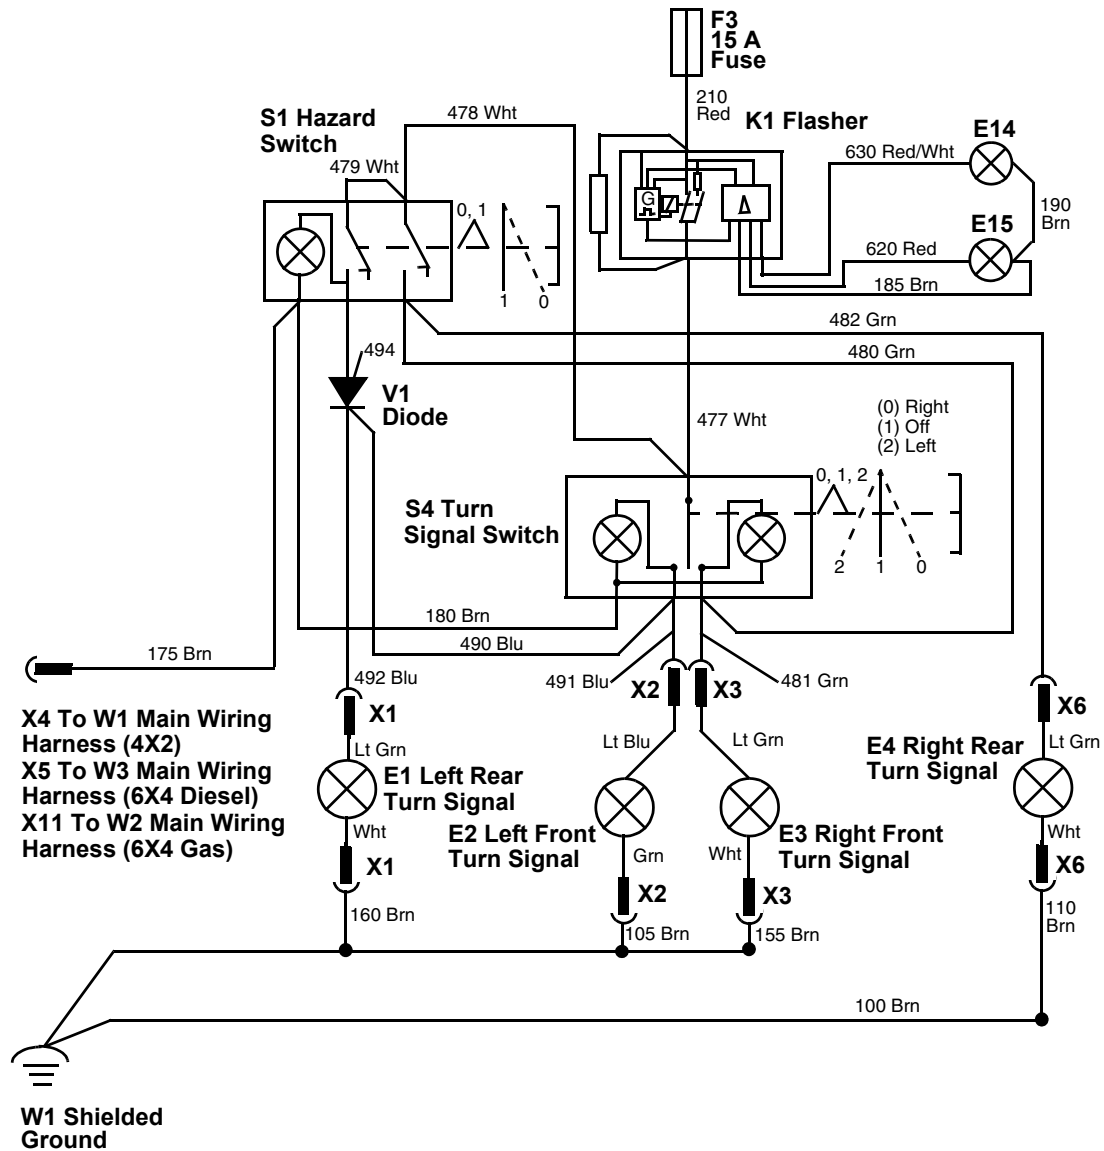 F3
15 A
Fuse
210
Red
K1 Flasher
S1 Hazard
Switch
478 Wht
479 Wht
E14
630 Red/Wht
190
Brn
E15
620 Red
185 Brn
G
Δ
0, 1
1
0
482 Grn
480 Grn
494
V1
Diode
477 Wht
(0) Right
(1) Off
(2) Left
0, 1, 2
S4 Turn
Signal Switch
2
1
0
180 Brn
490 Blu
175 Brn
492 Blu
491 Blu
X2
X3
481 Grn
X1
X6
X4 To W1 Main Wiring
Harness (4X2)
X5 To W3 Main Wiring
Harness (6X4 Diesel)
X11 To W2 Main Wiring
Harness (6X4 Gas)
Lt Grn
Lt Blu
Lt Grn
Lt Grn
E1 Left Rear
Turn Signal
E4 Right Rear
Turn Signal
E2 Left Front
Turn Signal
E3 Right Front
Turn Signal
Wht
Grn
Wht
Wht
X1
X2
X3
X6
160 Brn
105 Brn
155 Brn
110
Brn
100 Brn
W1 Shielded
Ground